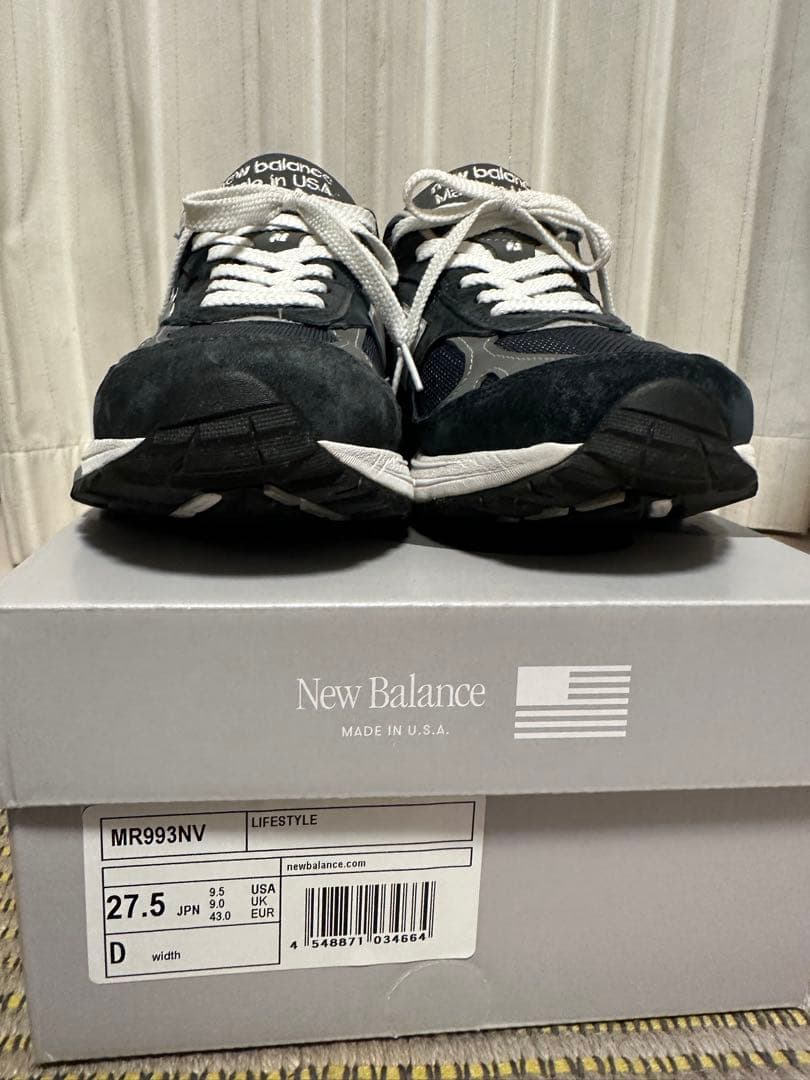 new balance
in USA
New Balance
MADE IN U.S.A.
MR993NV
LIFESTYLE
newbalance.com
27.5 JPN
9.5 USA
9.0 UK
43.0 EUR
D width
4 548871 034664